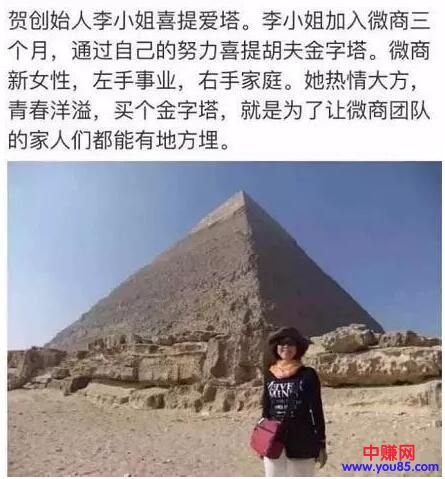 贺创始人李小姐喜提爱塔。李小姐加入微商三
个月，通过自己的努力喜提胡夫金字塔。微商
新女性，左手事业，右手家庭。她热情大方，
青春洋溢，买个金字塔，就是为了让微商团队
的家人们都能有地方埋。
中赚网
www.you85.com